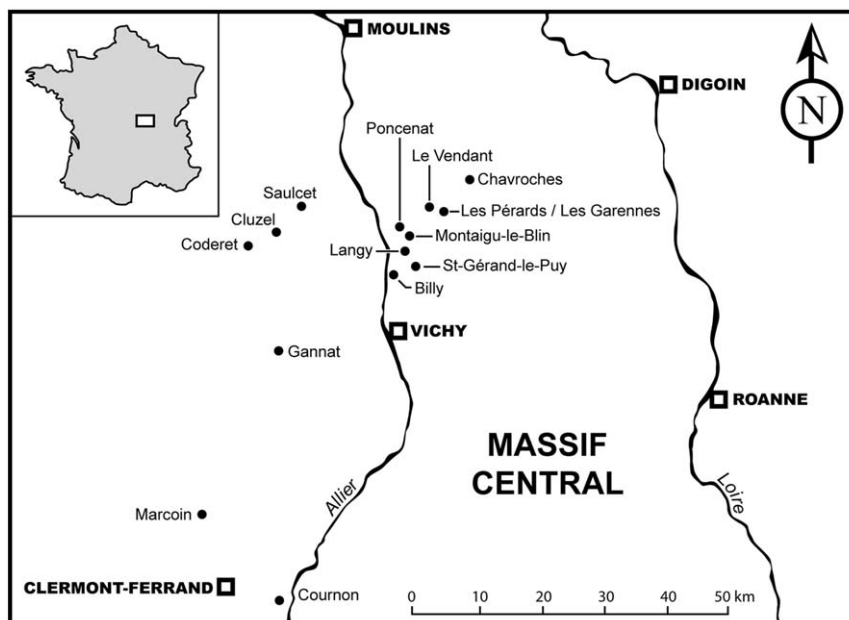 MOULINS
DIGOIN
N
Poncenat
Le Vendant
Chavroches
Saulcet
Les Pérards / Les Garennes
Cluzel
Montaigu-le-Blin
Coderet
Langy
St-Gérand-le-Puy
Billy
VICHY
Gannat
ROANNE
MASSIF
CENTRAL
Allier
Loire
Marcoin
CLERMONT-FERRAND
Cournon
0 10 20 30 40 50 km